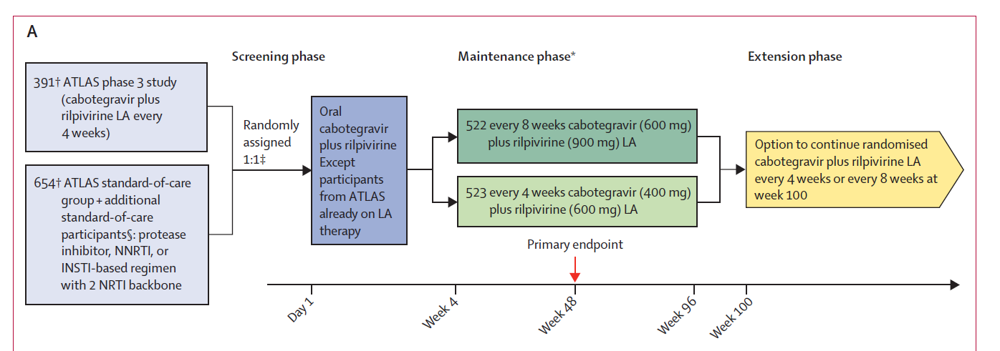 A
Screening phase
Maintenance phase*
Extension phase
391† ATLAS phase 3 study
(cabotegravir plus
rilpivirine LA every
4 weeks)
654† ATLAS standard-of-care
group + additional
standard-of-care
participants§: protease
inhibitor, NNRTI, or
INSTI-based regimen
with 2 NRTI backbone
Randomly
assigned
1:1‡
Oral
cabotegravir
plus rilpivirine
Except
participants
from ATLAS
already on LA
therapy
522 every 8 weeks cabotegravir (600 mg)
plus rilpivirine (900 mg) LA
523 every 4 weeks cabotegravir (400 mg)
plus rilpivirine (600 mg) LA
Option to continue randomised
cabotegravir plus rilpivirine LA
every 4 weeks or every 8 weeks at
week 100
Primary endpoint
Day 1
Week 4
Week 48
Week 96
Week 100